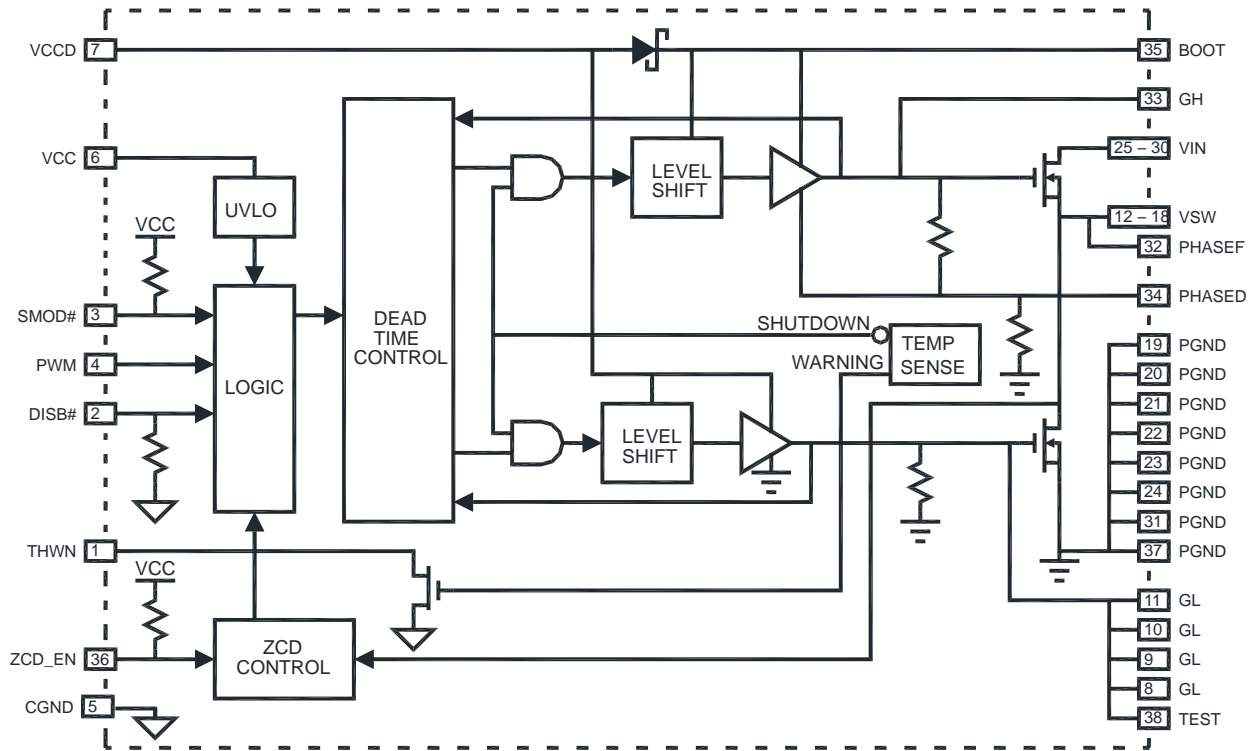 VCCD 7
35 BOOT
33 GH
VCC 6
25 – 30 VIN
LEVEL
SHIFT
UVLO
12 – 18 VSW
VCC
32 PHASEF
34 PHASED
SMOD# 3
DEAD
TIME
CONTROL
SHUTDOWN
TEMP
SENSE
WARNING
PWM 4
LOGIC
DISB# 2
LEVEL
SHIFT
19 PGND
20 PGND
21 PGND
22 PGND
23 PGND
24 PGND
31 PGND
37 PGND
THWN 1
VCC
ZCD_EN 36
ZCD
CONTROL
CGND 5
11 GL
10 GL
9 GL
8 GL
38 TEST